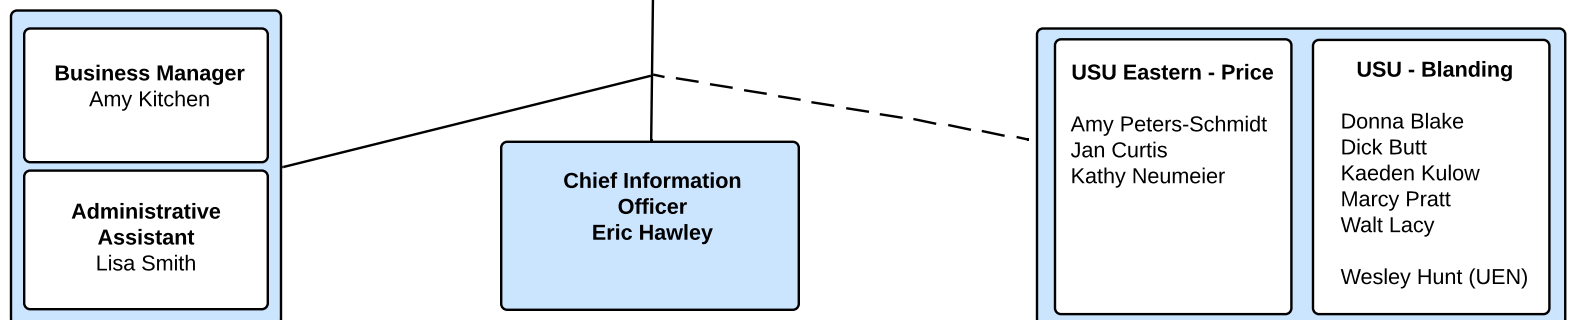 Business Manager
Amy Kitchen
Administrative
Assistant
Lisa Smith
Chief Information
Officer
Eric Hawley
USU Eastern - Price
Amy Peters-Schmidt
Jan Curtis
Kathy Neumeier
USU - Blanding
Donna Blake
Dick Butt
Kaeden Kulow
Marcy Pratt
Walt Lacy
Wesley Hunt (UEN)